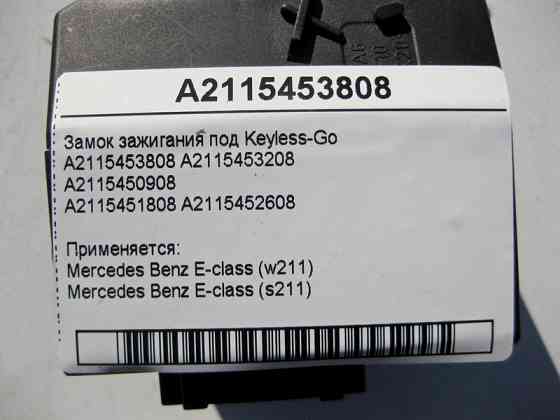 A2115453808
Замок зажигания под Keyless-Go
A2115453808 A2115453208
A2115450908
A2115451808 A2115452608
Применяется:
Mercedes Benz E-class (w211)
Mercedes Benz E-class (s211)